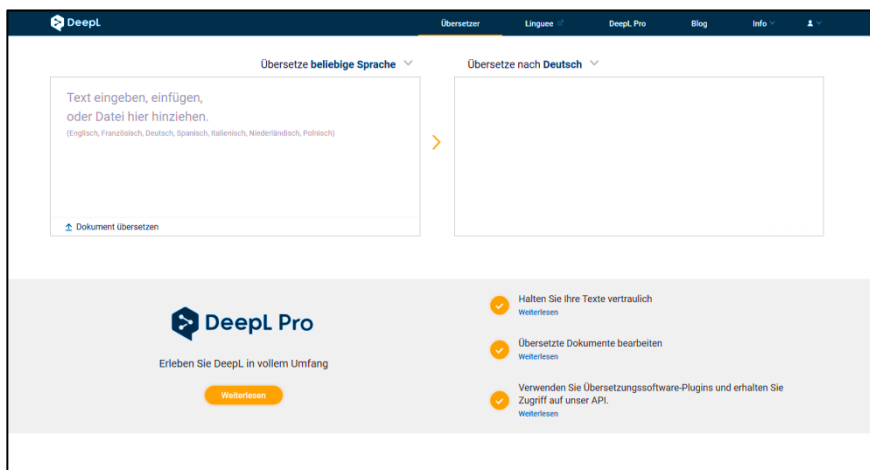 DeepL
Übersetzer
Linguee
DeepL Pro
Blog
Info
Übersetze beliebige Sprache
Übersetze nach Deutsch
Text eingeben, einfügen,
oder Datei hier hinziehen.
(Englisch, Französisch, Deutsch, Spanisch, Italienisch, Niederländisch, Polnisch)
Dokument übersetzen
DeepL Pro
Erleben Sie DeepL in vollem Umfang
Weiterlesen
Halten Sie Ihre Texte vertraulich
Weiterlesen
Übersetzte Dokumente bearbeiten
Weiterlesen
Verwenden Sie Übersetzungssoftware-Plugins und erhalten Sie
Zugriff auf unser API.
Weiterlesen